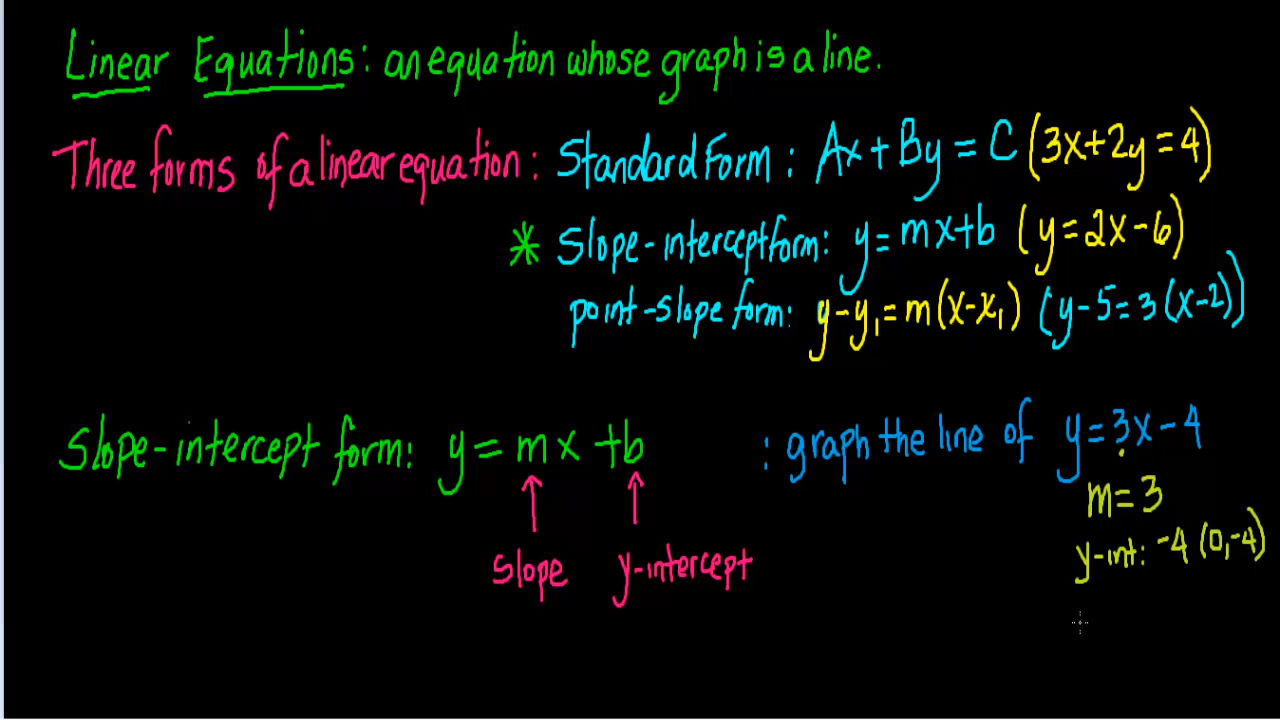 Linear Equations: an equation whose graph is a line.
Three forms of a linear equation: Standard Form: Ax + By = C (3x+2y=4)
* Slope-intercept form: y = mx+b (y=2x-6)
point-slope form: y-y₁=m(x-x₁) (y-5=3(x-2))
Slope-intercept form: y = mx +b : graph the line of y=3x-4
m=3
slope y-intercept y-int: -4 (0,-4)